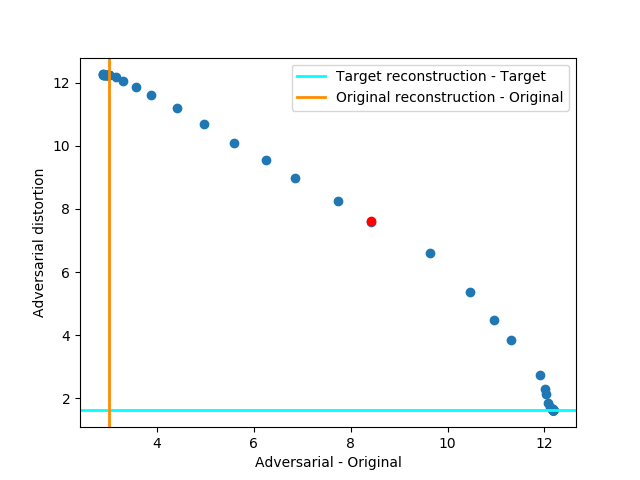 Target reconstruction - Target
Original reconstruction - Original
Adversarial distortion
12
10
8
6
4
2
4
6
8
10
12
Adversarial - Original